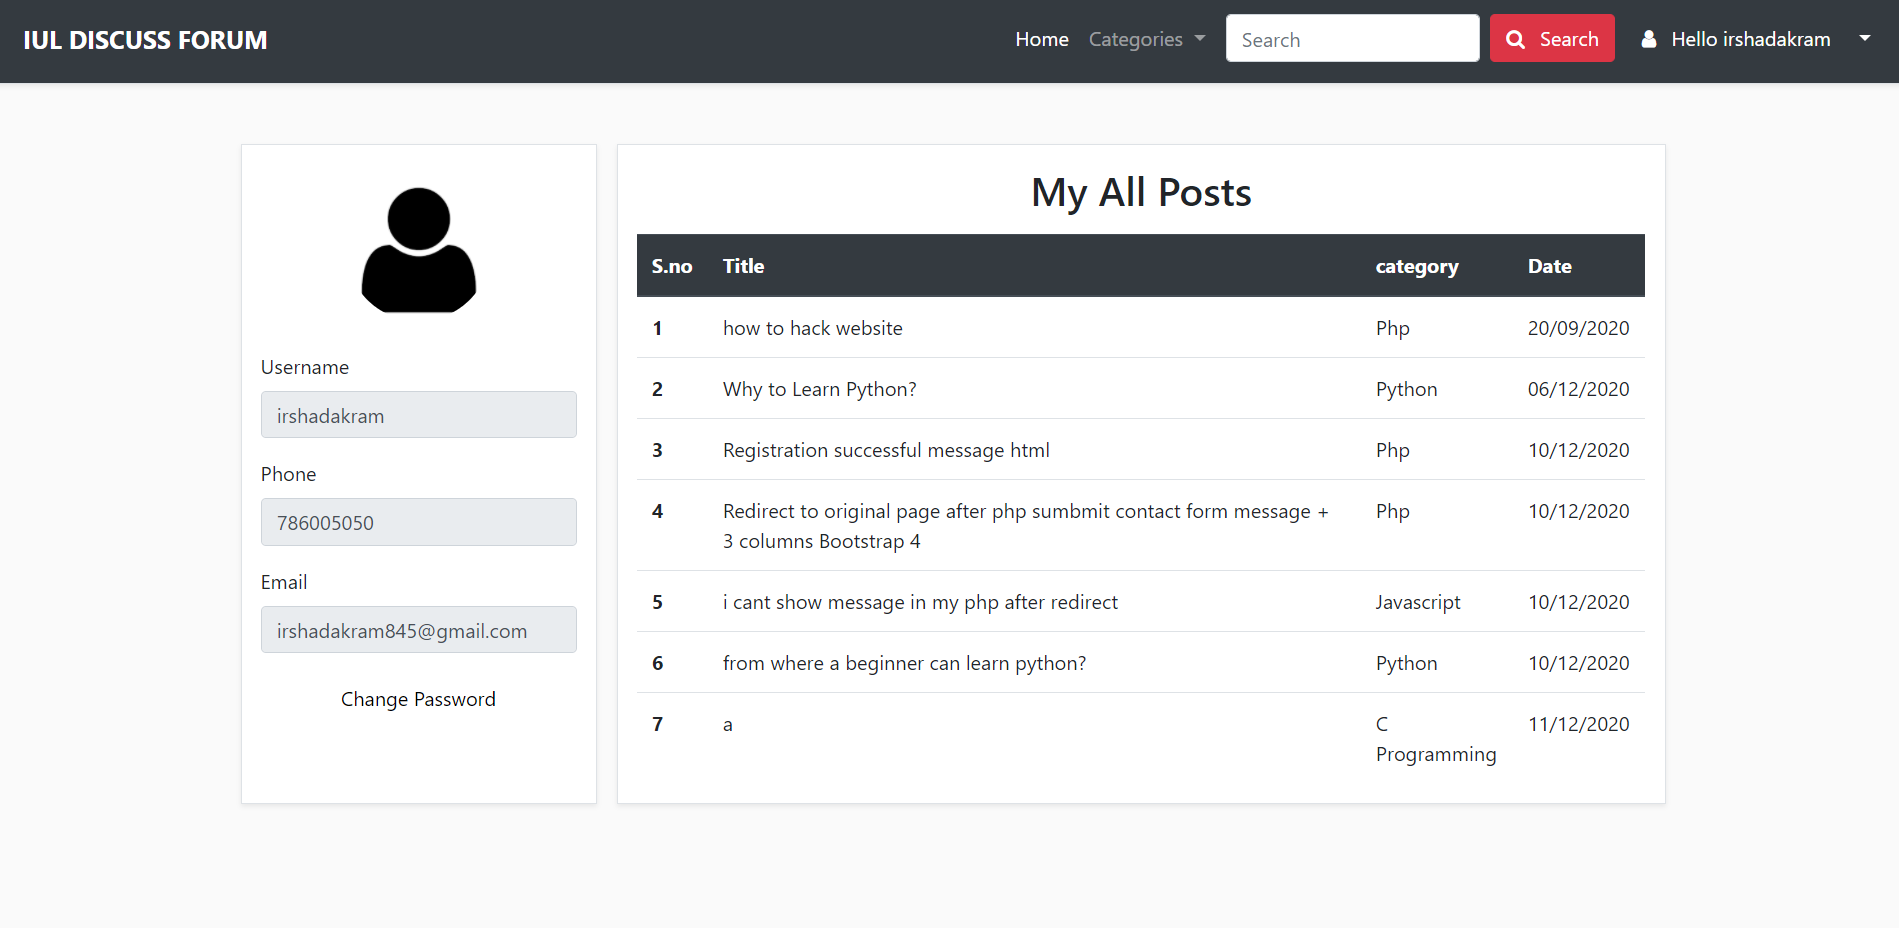 IUL DISCUSS FORUM
Home Categories Search Search Hello irshadakram
Username
irshadakram
Phone
786005050
Email
irshadakram845@gmail.com
Change Password
My All Posts
S.no Title category Date
1 how to hack website Php 20/09/2020
2 Why to Learn Python? Python 06/12/2020
3 Registration successful message html Php 10/12/2020
4 Redirect to original page after php sumbmit contact form message + Php 10/12/2020
3 columns Bootstrap 4
5 i cant show message in my php after redirect Javascript 10/12/2020
6 from where a beginner can learn python? Python 10/12/2020
7 a C 11/12/2020
Programming